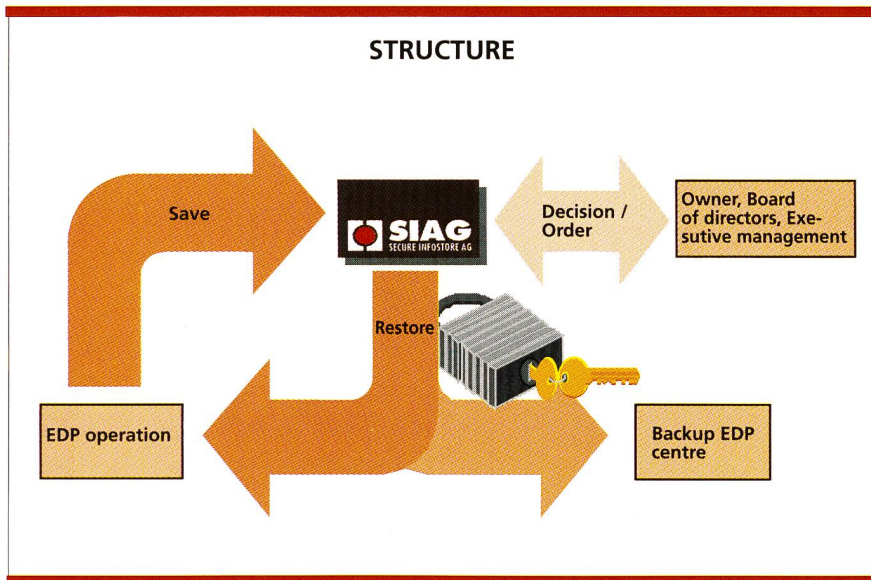 STRUCTURE
Save
SIAG
SECURE INFOSTORE AG
Decision /
Order
Owner, Board
of directors, Exe-
sutive management
Restore
EDP operation
Backup EDP
centre